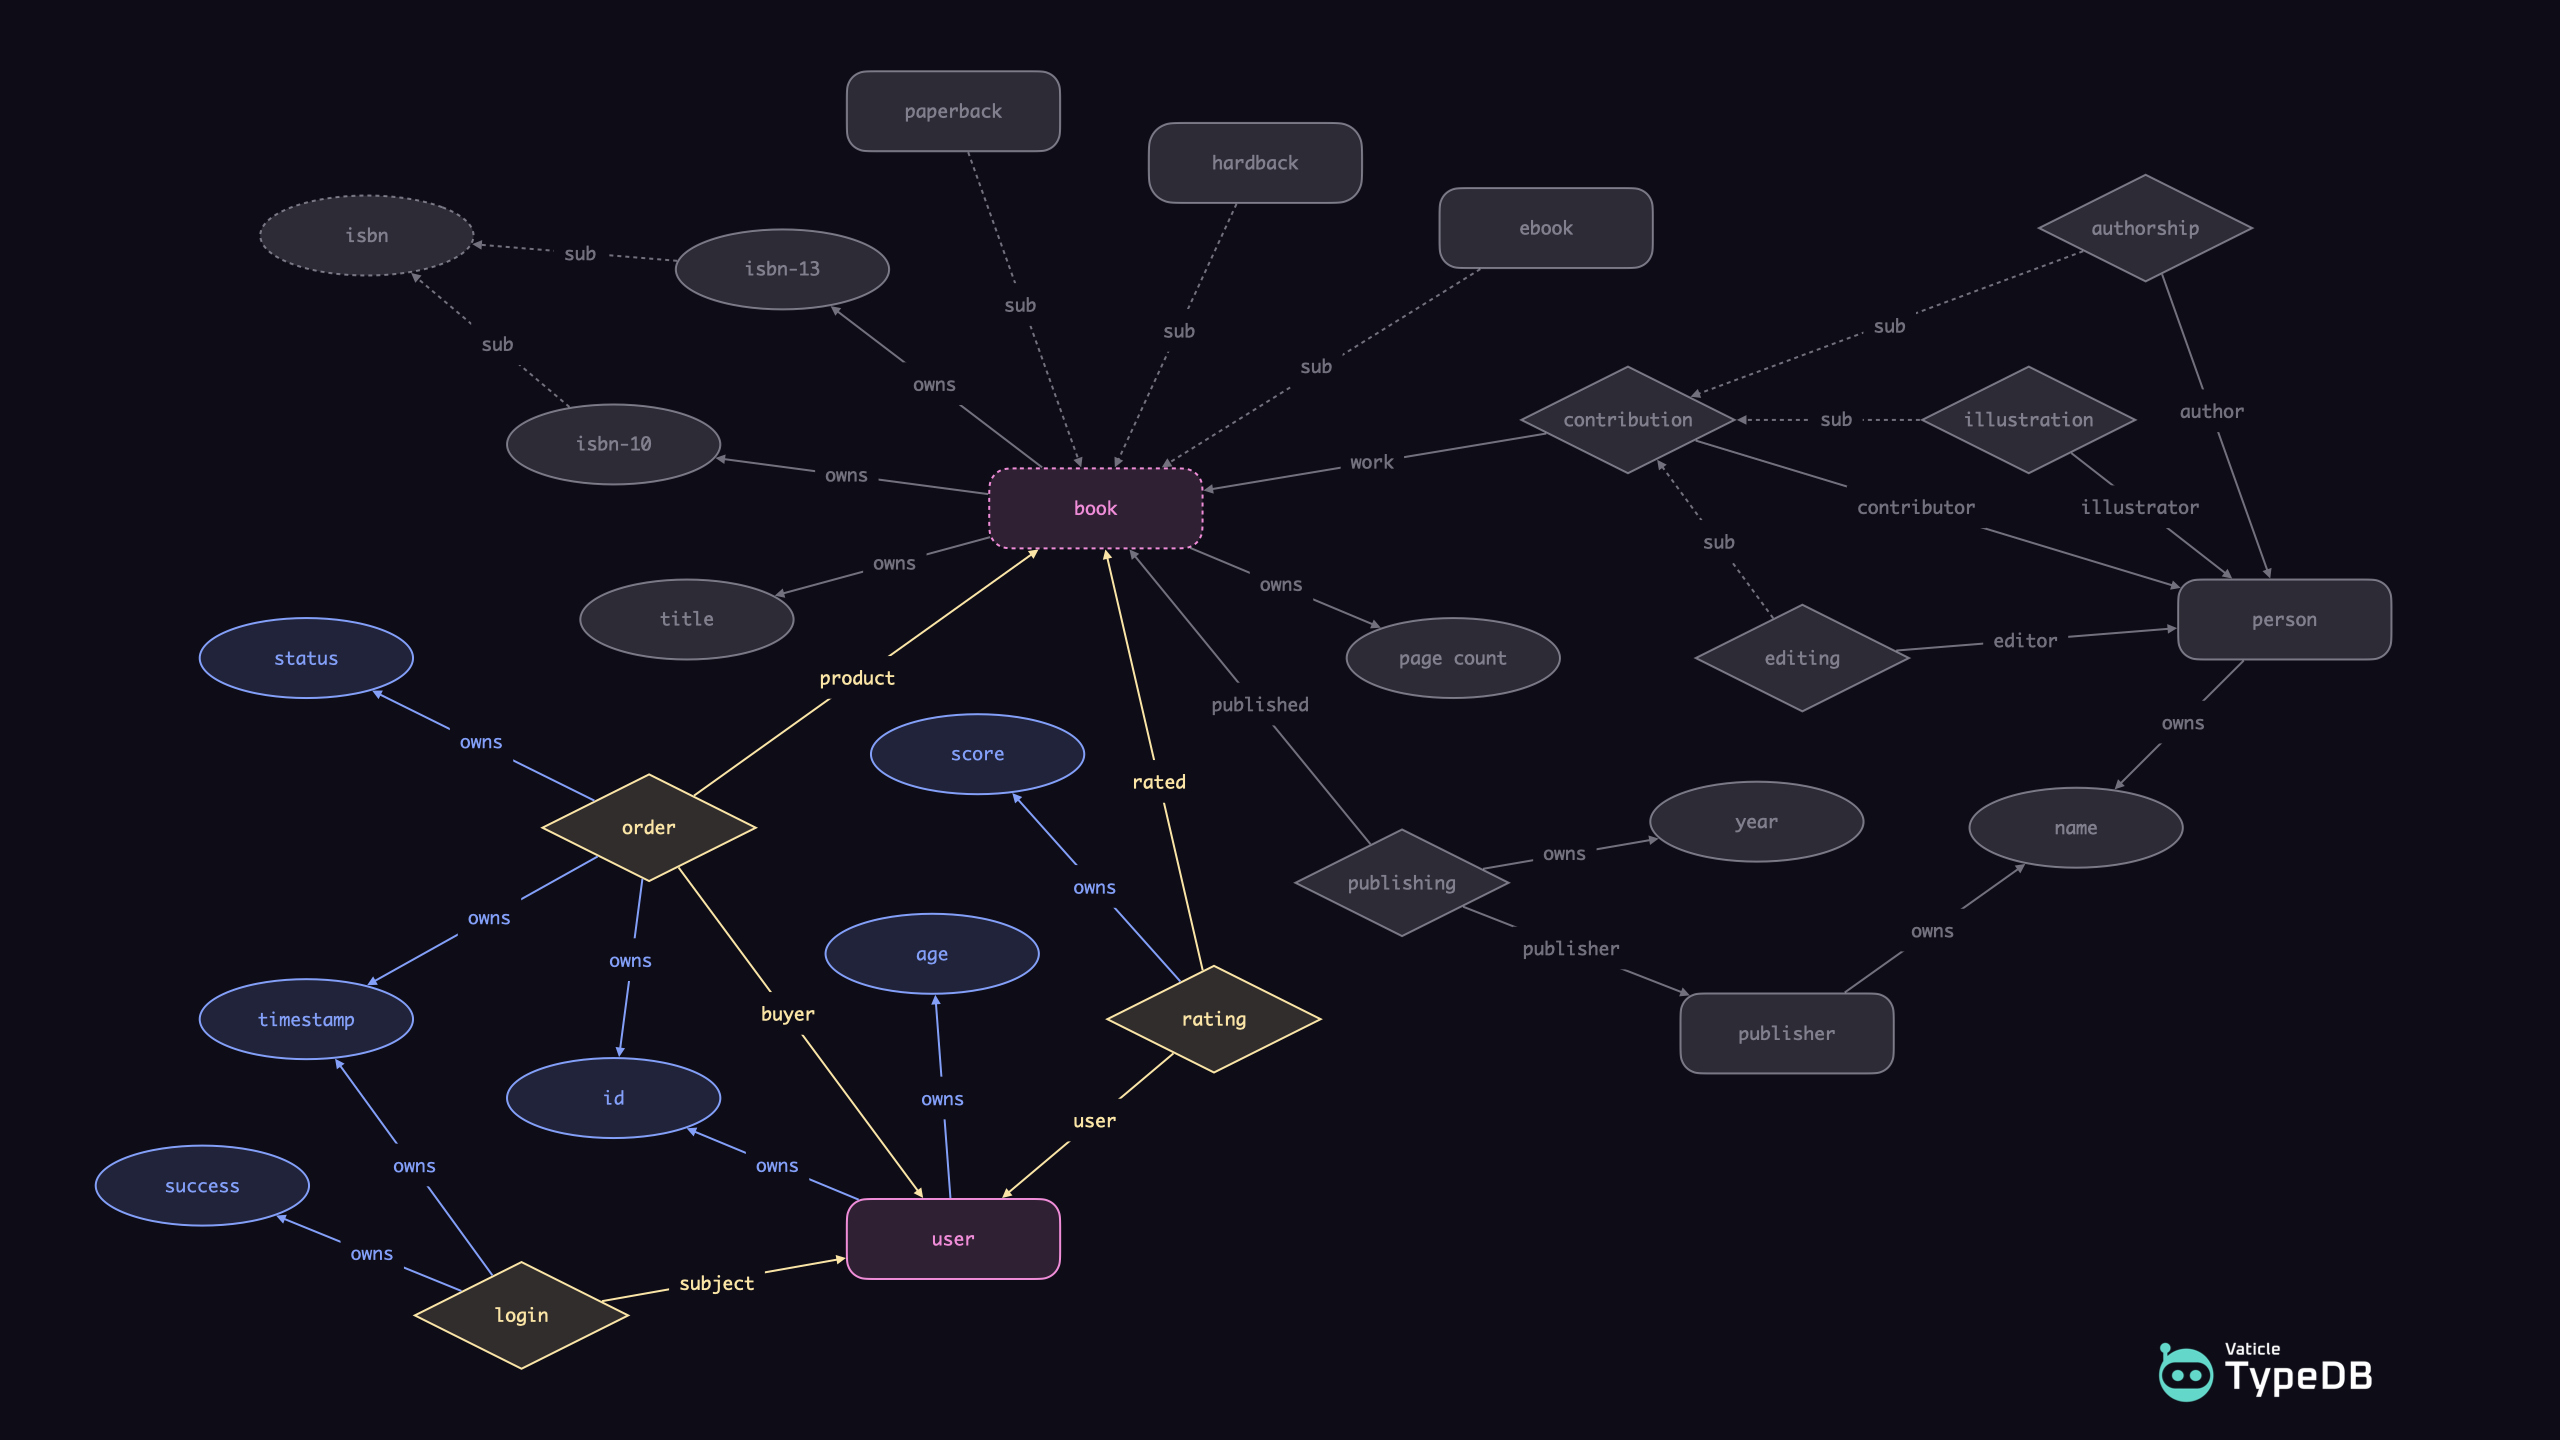 paperback
hardback
ebook
authorship
isbn
sub
isbn-13
sub
sub
sub
sub
sub
sub
owns
contribution
sub
illustration
author
isbn-10
owns
work
book
contributor
illustrator
sub
owns
owns
title
person
editor
editing
page count
status
product
published
owns
owns
score
rated
order
year
name
owns
owns
publishing
owns
owns
publisher
owns
age
owns
timestamp
buyer
rating
publisher
id
owns
user
owns
owns
success
user
owns
subject
login
Vaticle
TypeDB